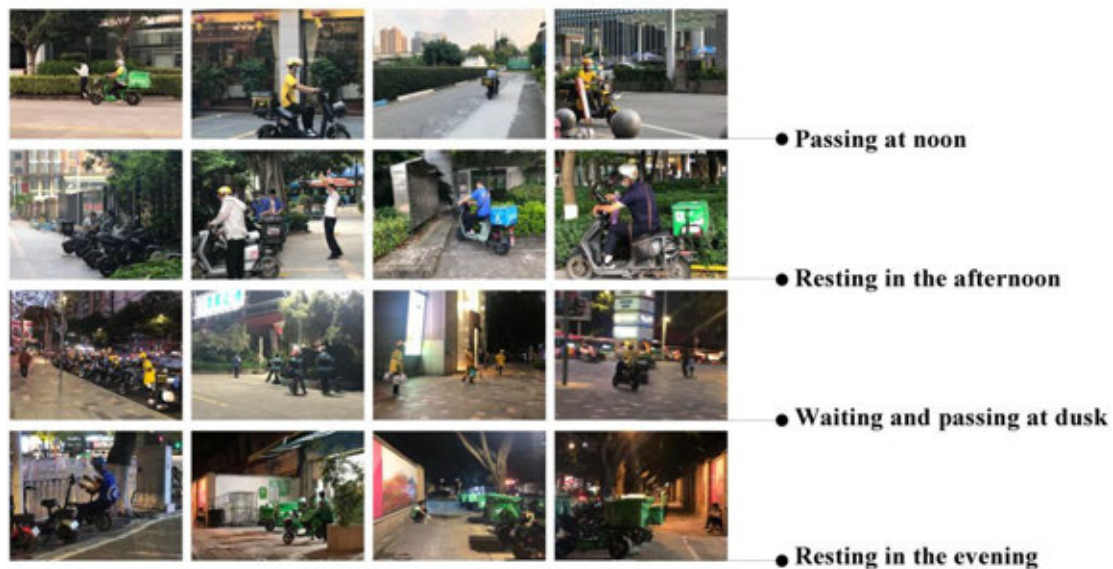 Passing at noon
Resting in the afternoon
Waiting and passing at dusk
Resting in the evening